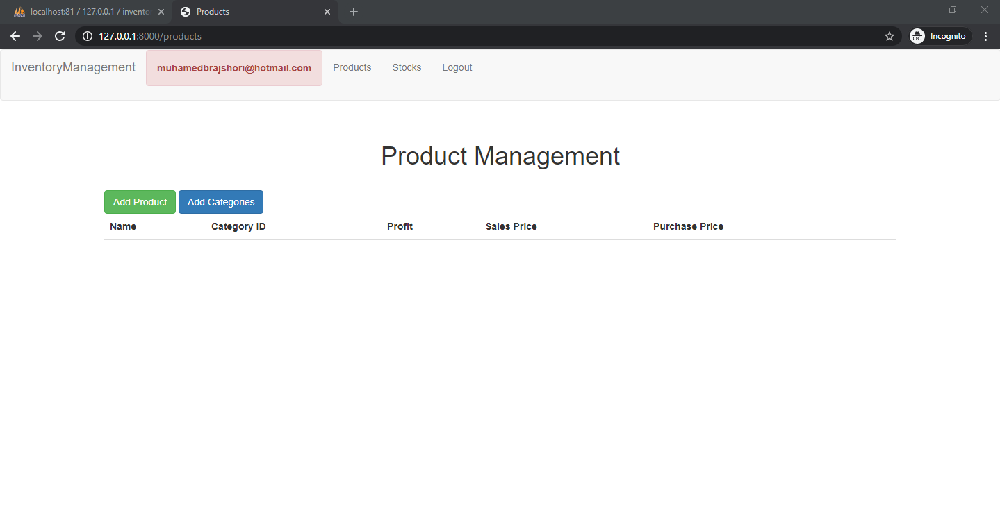 localhost:81 / 127.0.0.1 / invento
Products
127.0.0.1:8000/products
Incognito
InventoryManagement muhamedbrajshori@hotmail.com Products Stocks Logout
Product Management
Add Product Add Categories
Name Category ID Profit Sales Price Purchase Price